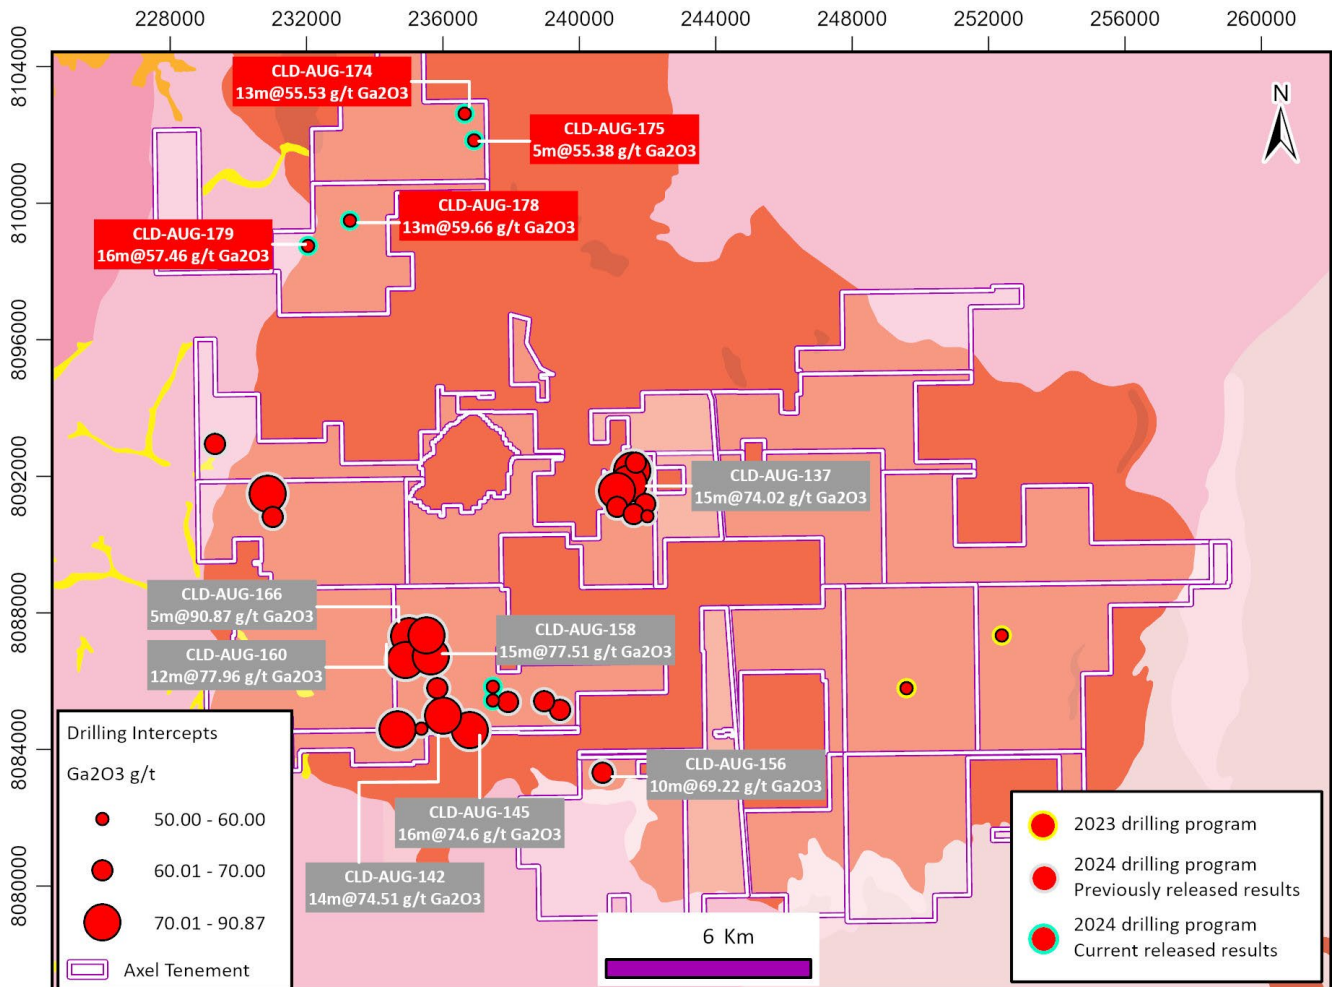 228000 232000 236000 240000 244000 248000 252000 256000 260000
8104000
8100000
8096000
8092000
8088000
8084000
8080000
N
CLD-AUG-174
13m@55.53 g/t Ga2O3
CLD-AUG-175
5m@55.38 g/t Ga2O3
CLD-AUG-178
13m@59.66 g/t Ga2O3
CLD-AUG-179
16m@57.46 g/t Ga2O3
CLD-AUG-137
15m@74.02 g/t Ga2O3
CLD-AUG-166
5m@90.87 g/t Ga2O3
CLD-AUG-158
15m@77.51 g/t Ga2O3
CLD-AUG-160
12m@77.96 g/t Ga2O3
CLD-AUG-156
10m@69.22 g/t Ga2O3
CLD-AUG-145
16m@74.6 g/t Ga2O3
CLD-AUG-142
14m@74.51 g/t Ga2O3
Drilling Intercepts
Ga2O3 g/t
50.00 - 60.00
60.01 - 70.00
70.01 - 90.87
Axel Tenement
6 Km
2023 drilling program
2024 drilling program
Previously released results
2024 drilling program
Current released results